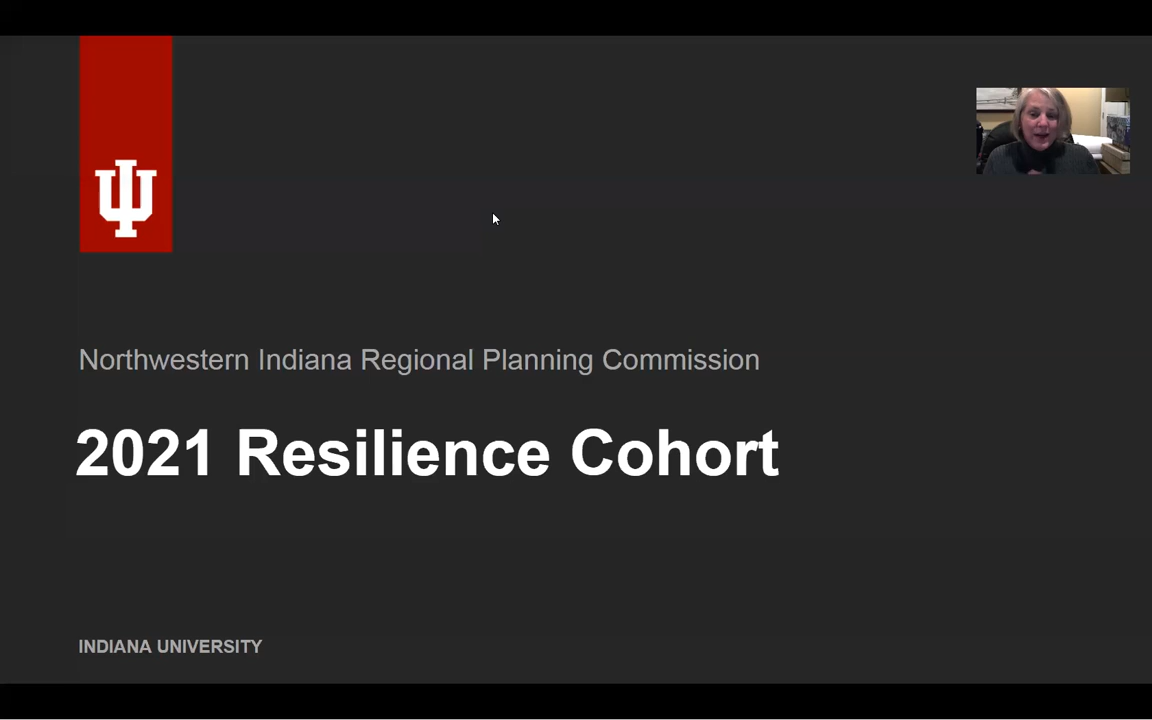 Northwestern Indiana Regional Planning Commission
2021 Resilience Cohort
INDIANA UNIVERSITY